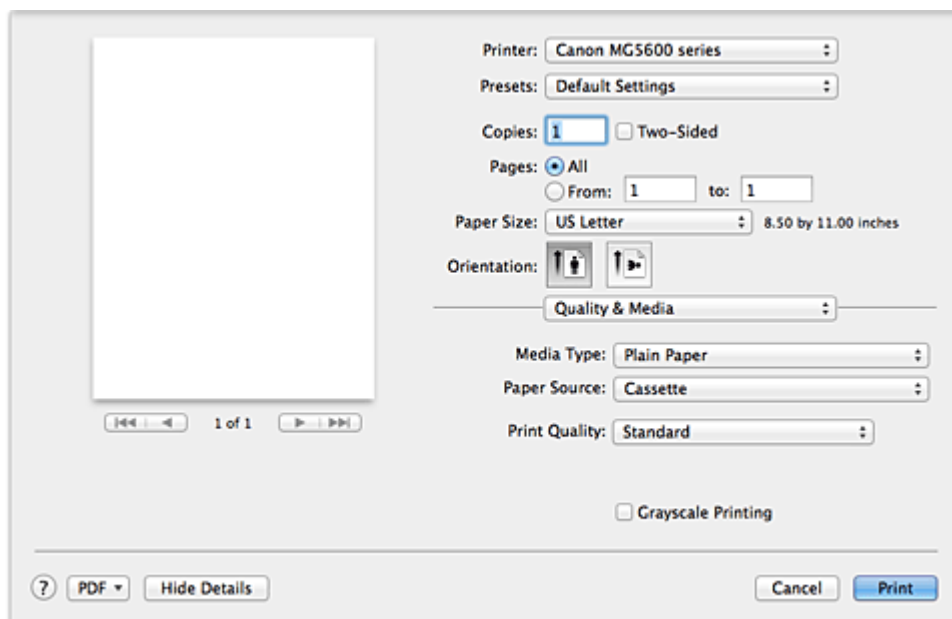 Printer: Canon MG5600 series
Presets: Default Settings
Copies: 1 Two-Sided
Pages: All
From: 1 to: 1
Paper Size: US Letter 8.50 by 11.00 inches
Orientation:
Quality & Media
Media Type: Plain Paper
Paper Source: Cassette
1 of 1
Print Quality: Standard
Grayscale Printing
? PDF Hide Details Cancel Print